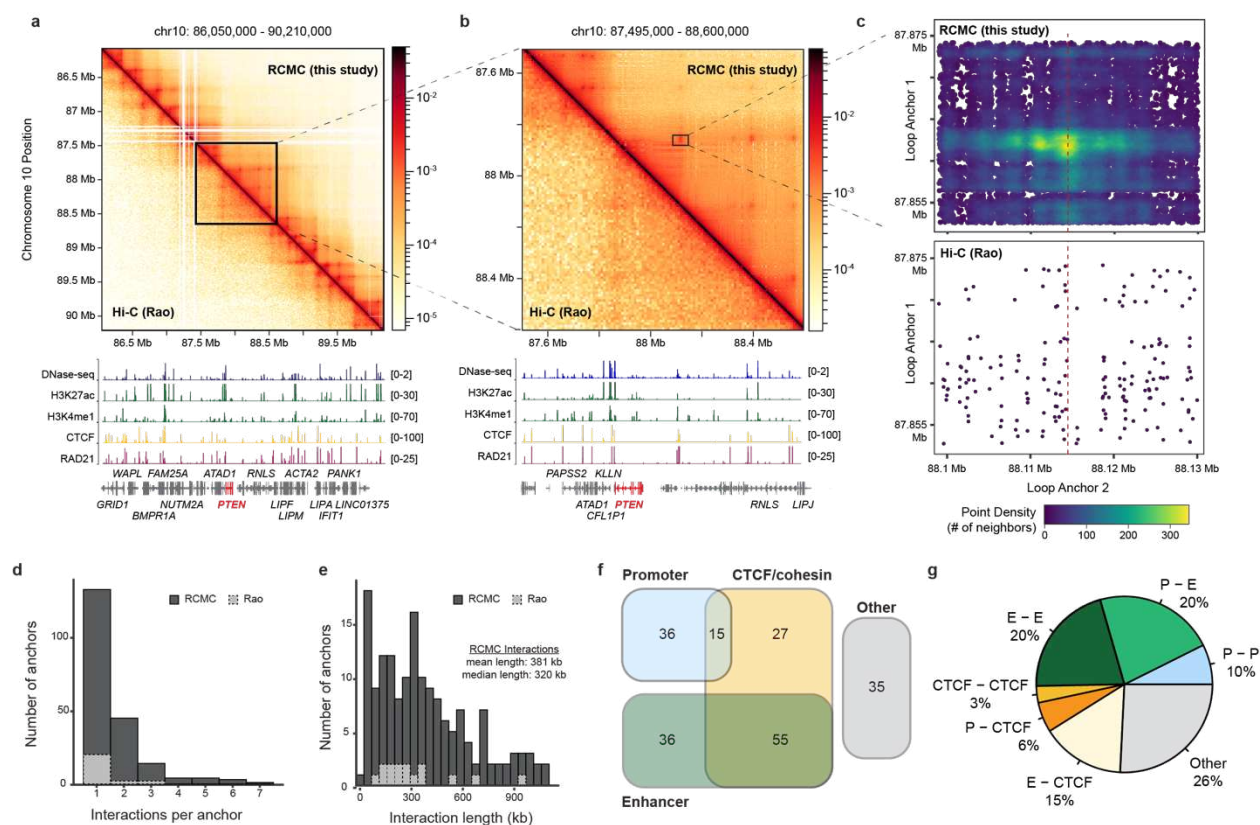 a
chr10: 86,050,000 - 90,210,000
Chromosome 10 Position
86.5 Mb
87 Mb
87.5 Mb
88 Mb
88.5 Mb
89 Mb
89.5 Mb
90 Mb
RCMC (this study)
Hi-C (Rao)
10-2
10-3
10-4
10-5
86.5 Mb 87.5 Mb 88.5 Mb 89.5 Mb
DNase-seq [0-2]
H3K27ac [0-30]
H3K4me1 [0-70]
CTCF [0-100]
RAD21 [0-25]
WAPL FAM25A ATAD1 RNLS ACTA2 PANK1
GRID1 NUTM2A PTEN LIPF LIPA LINC01375
BMPR1A LIPM IFIT1
b
chr10: 87,495,000 - 88,600,000
87.6 Mb
88 Mb
88.4 Mb
RCMC (this study)
Hi-C (Rao)
10-2
10-3
10-4
87.6 Mb 88 Mb 88.4 Mb
DNase-seq [0-2]
H3K27ac [0-30]
H3K4me1 [0-70]
CTCF [0-100]
RAD21 [0-25]
PAPSS2 KLLN
ATAD1 PTEN RNLS LIPJ
CFL1P1
c
RCMC (this study)
87.875
Mb
Loop Anchor 1
87.855
Mb
Hi-C (Rao)
87.875
Mb
Loop Anchor 1
87.855
Mb
88.1 Mb 88.11 Mb 88.12 Mb 88.13 Mb
Loop Anchor 2
Point Density
(# of neighbors)
0 100 200 300
d
RCMC Rao
Number of anchors
100
50
0
1 2 3 4 5 6 7
Interactions per anchor
e
RCMC Rao
Number of anchors
15
10
5
0
RCMC Interactions
mean length: 381 kb
median length: 320 kb
0 300 600 900
Interaction length (kb)
f
Promoter CTCF/cohesin
Other
36 15 27
35
36 55
Enhancer
g
P – E
20%
E – E
20%
P – P
10%
CTCF – CTCF
3%
P – CTCF
6%
E – CTCF
15%
Other
26%